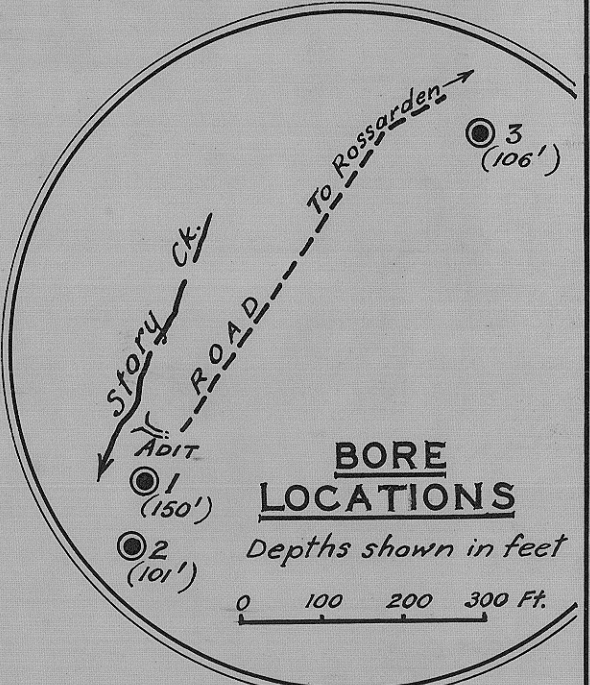 To Rossarden
3
(106')
Story Ck.
ROAD
ADIT
1
(150')
2
(101')
BORE
LOCATIONS
Depths shown in feet
0 100 200 300 Ft.